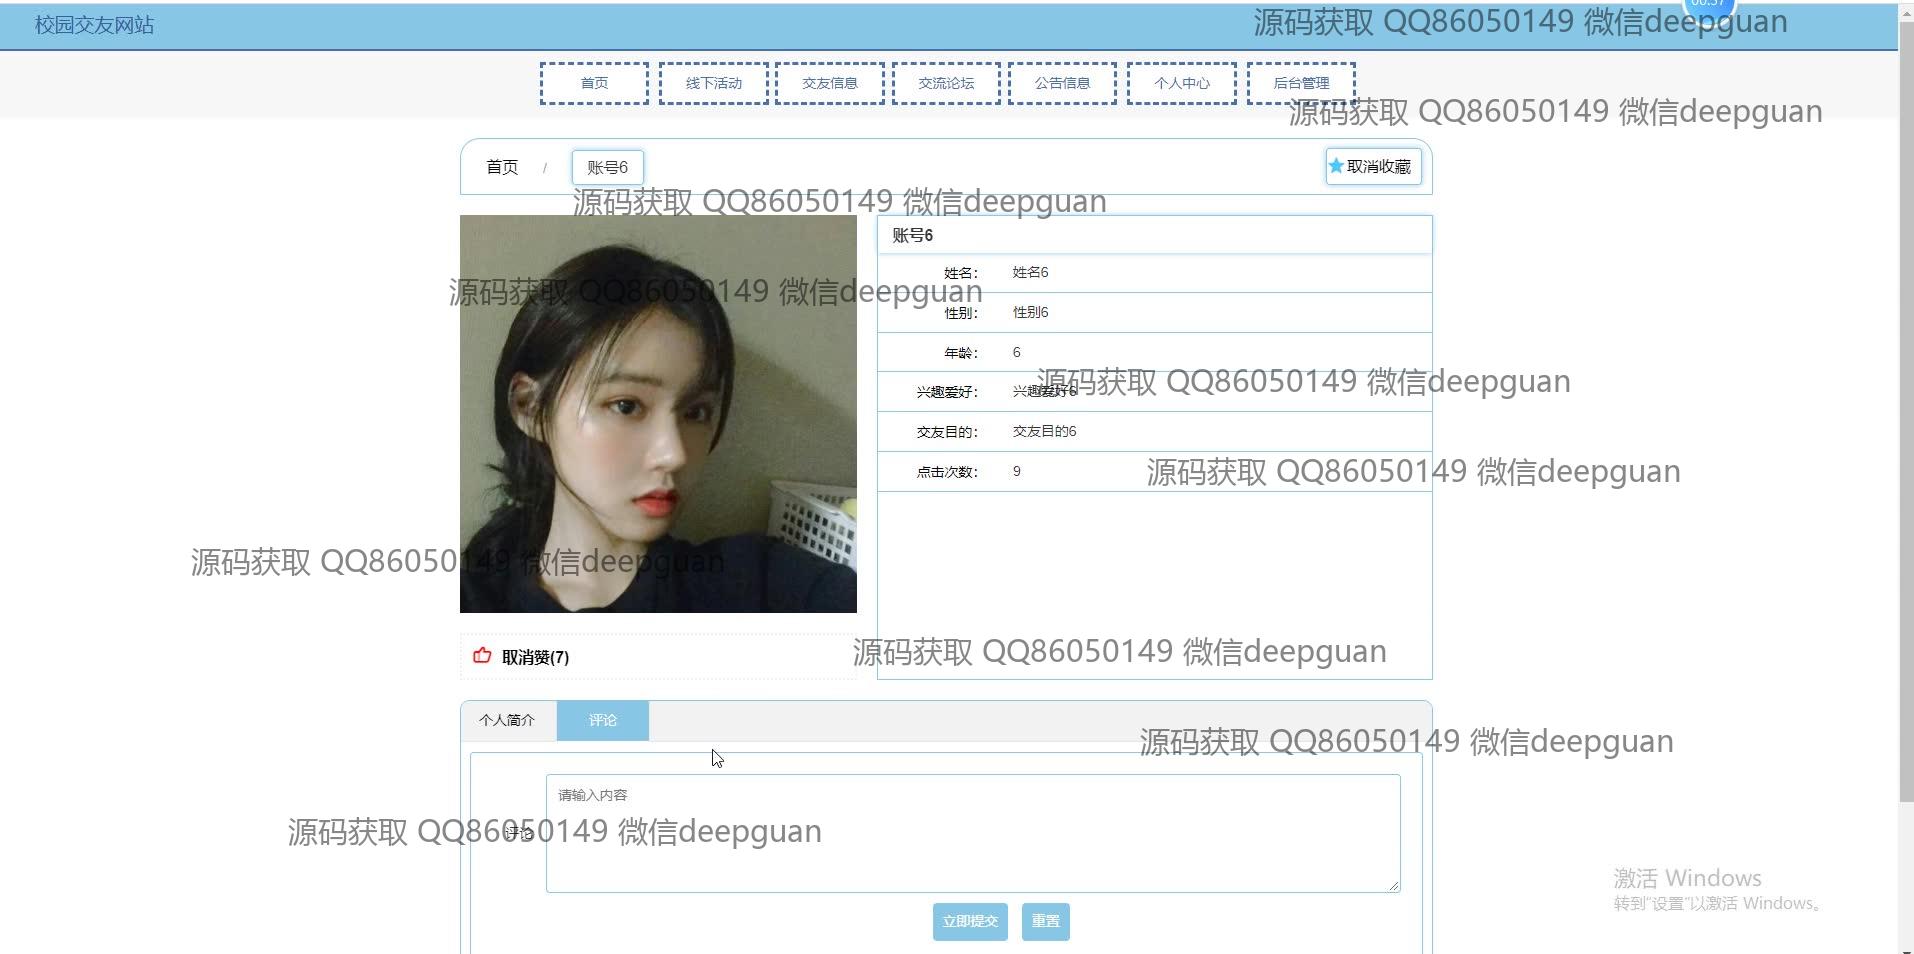 校园交友网站
源码获取 QQ86050149 微信deepguan
00:37
首页
线下活动
交友信息
交流论坛
公告信息
个人中心
后台管理
源码获取 QQ86050149 微信deepguan
首页 / 账号6
取消收藏
源码获取 QQ86050149 微信deepguan
账号6
姓名： 姓名6
源码获取 QQ86050149 微信deepguan
性别： 性别6
年龄： 6
源码获取 QQ86050149 微信deepguan
兴趣爱好： 兴趣爱好6
交友目的： 交友目的6
点击次数： 9
源码获取 QQ86050149 微信deepguan
源码获取 QQ86050149 微信deepguan
取消赞(7)
源码获取 QQ86050149 微信deepguan
个人简介
评论
源码获取 QQ86050149 微信deepguan
请输入内容
评论
源码获取 QQ86050149 微信deepguan
立即提交
重置
激活 Windows
转到"设置"以激活 Windows。